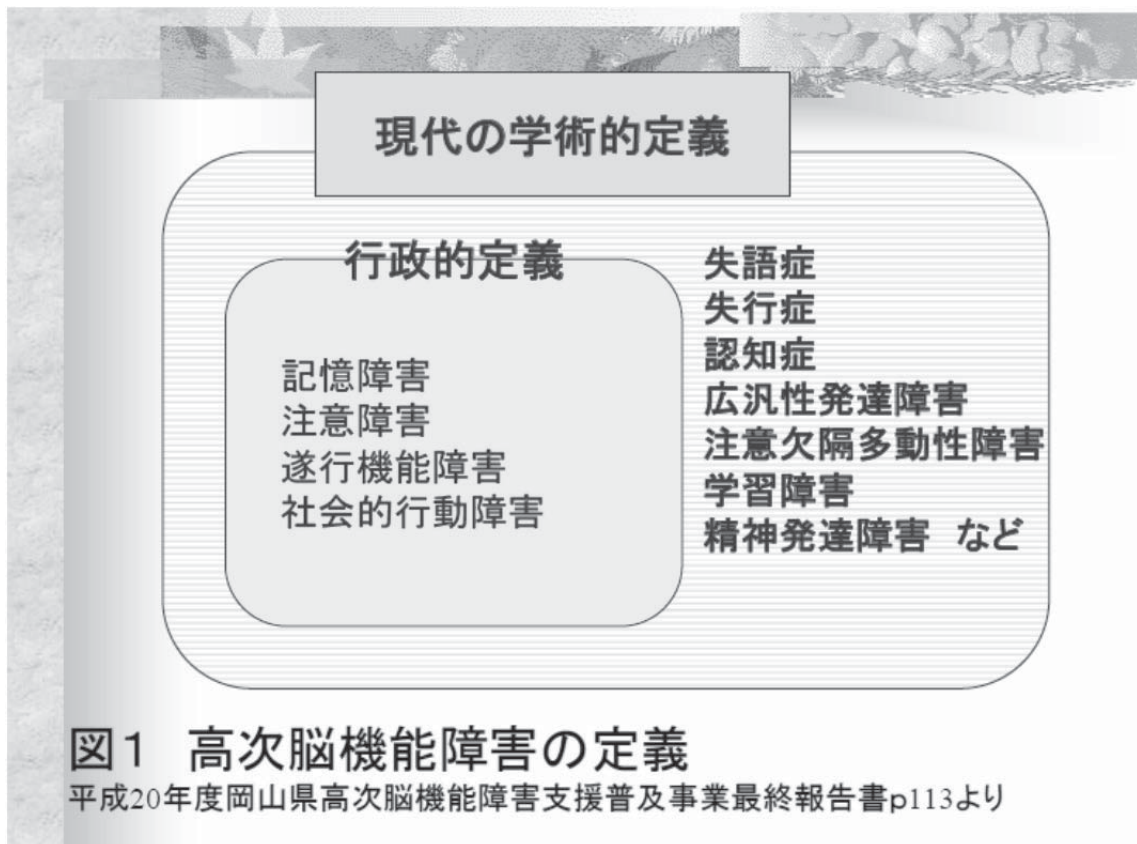 現代の学術的定義
行政的定義
記憶障害
注意障害
遂行機能障害
社会的行動障害
失語症
失行症
認知症
広汎性発達障害
注意欠隔多動性障害
学習障害
精神発達障害 など
図1 高次脳機能障害の定義
平成20年度岡山県高次脳機能障害支援普及事業最終報告書p113より